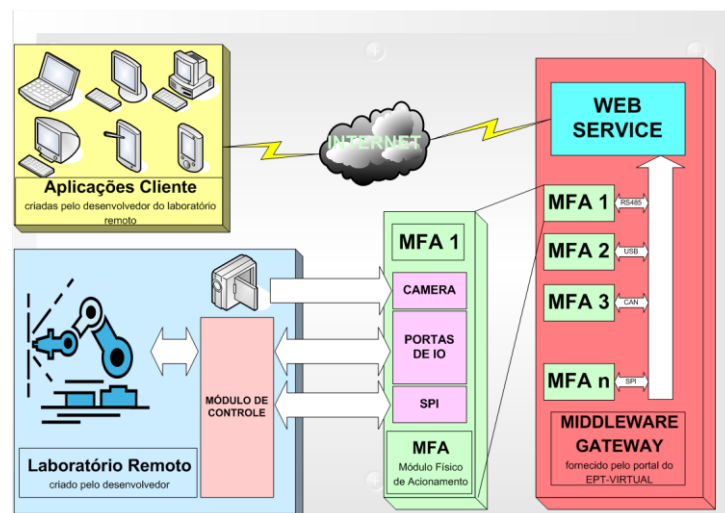 Aplicações Cliente
criadas pelo desenvolvedor do laboratório
remoto
INTERNET
WEB
SERVICE
MFA 1
RS485
MFA 2
USB
MFA 3
CAN
MFA n
SPI
MIDDLEWARE
GATEWAY
fornecido pelo portal do
EPT-VIRTUAL
MFA 1
CAMERA
PORTAS
DE IO
SPI
MFA
Módulo Físico
de Acionamento
MÓDULO DE
CONTROLE
Laboratório Remoto
criado pelo desenvolvedor